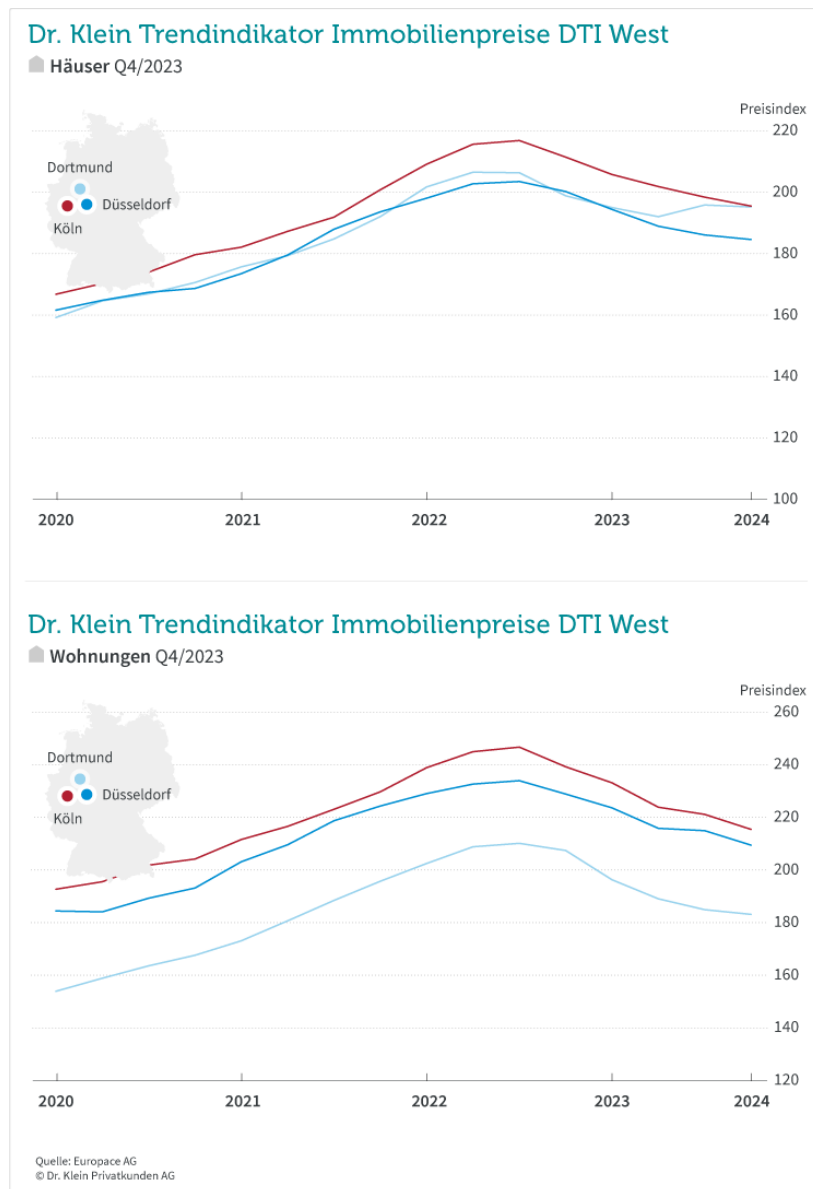 Dr. Klein Trendindikator Immobilienpreise DTI West
Häuser Q4/2023
Preisindex
220
Dortmund
200
Düsseldorf
Köln
180
160
140
120
100
2020 2021 2022 2023 2024
Dr. Klein Trendindikator Immobilienpreise DTI West
Wohnungen Q4/2023
Preisindex
260
Dortmund
240
Düsseldorf
Köln
220
200
180
160
140
120
2020 2021 2022 2023 2024
Quelle: Europace AG
© Dr. Klein Privatkunden AG